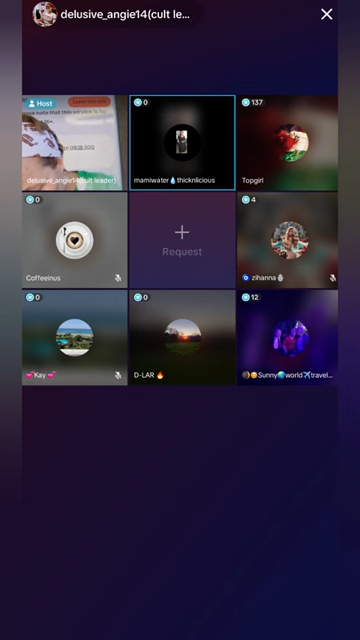 delusive_angie14(cult le...
Host
0
137
delusive_angie14(cult leader)
mamiwater💧thicknlicious
Topgirl
0
4
Coffeeinus
Request
zihanna
0
0
12
💞Kay 💞
D-LAR 🔥
Sunny🌏world✈️travel...